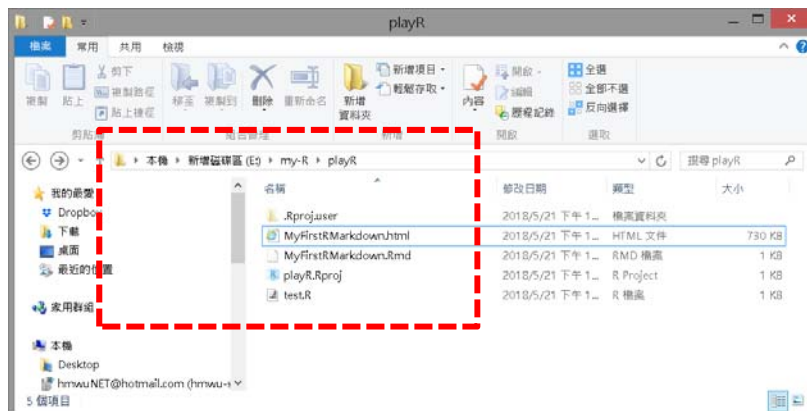 playR
檔案 常用 共用 檢視
複製 貼上 剪下 複製路徑 貼上捷徑 移至 複製到 刪除 重新命名 新增資料夾 新增項目 輕鬆存取 內容 開啟 編輯 歷程記錄 全選 全部不選 反向選擇
剪貼簿 組合管理 新增 開啟 選取
本機 新增磁碟區 (E:) my-R playR 搜尋 playR
我的最愛 名稱 修改日期 類型 大小
Dropbox .Rproj.user 2018/5/21 下午 1... 檔案資料夾
下載 MyFirstRMarkdown.html 2018/5/21 下午 1... HTML 文件 730 KB
桌面 MyFirstRMarkdown.Rmd 2018/5/21 下午 1... RMD 檔案 1 KB
最近的位置 playR.Rproj 2018/5/21 下午 1... R Project 1 KB
test.R 2018/5/21 下午 1... R 檔案 1 KB
家用群組
本機
Desktop
hmwuNET@hotmail.com (hmwu-
5 個項目